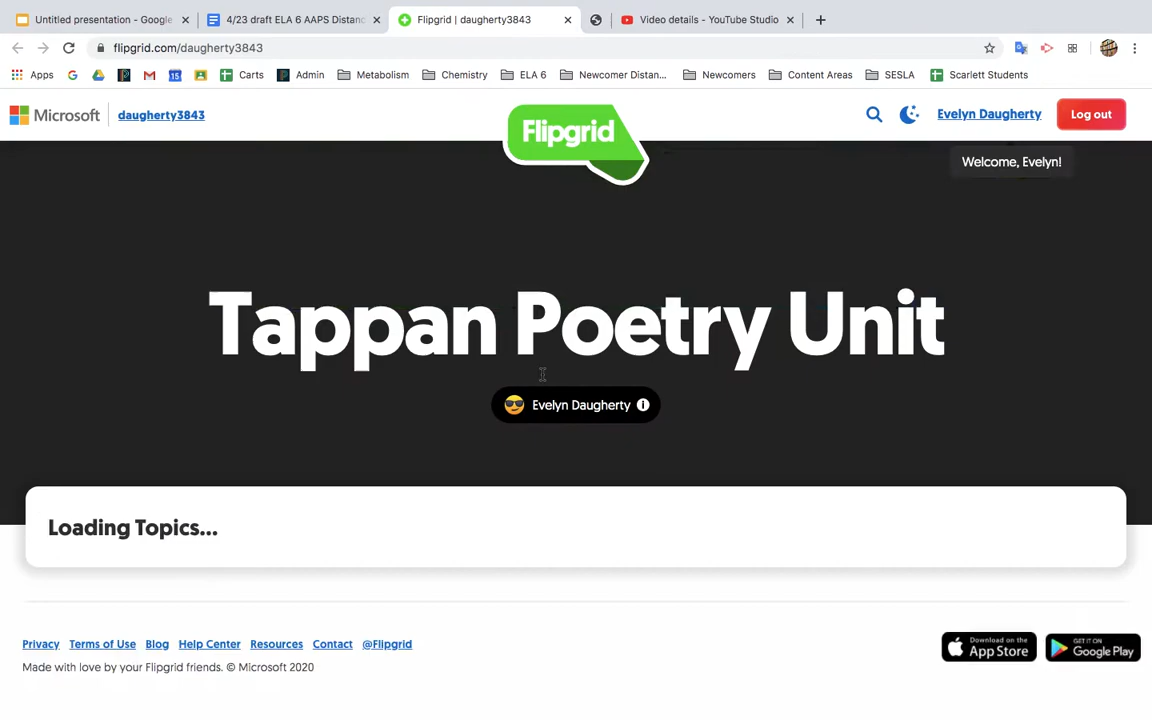 Untitled presentation - Google
4/23 draft ELA 6 AAPS Distanc
Flipgrid | daugherty3843
Video details - YouTube Studio
flipgrid.com/daugherty3843
Apps
Carts
Admin
Metabolism
Chemistry
ELA 6
Newcomer Distan...
Newcomers
Content Areas
SESLA
Scarlett Students
Microsoft
daugherty3843
Flipgrid
Evelyn Daugherty
Log out
Welcome, Evelyn!
Tappan Poetry Unit
Evelyn Daugherty
Loading Topics...
Privacy Terms of Use Blog Help Center Resources Contact @Flipgrid
Made with love by your Flipgrid friends. © Microsoft 2020
Download on the
App Store
GET IT ON
Google Play